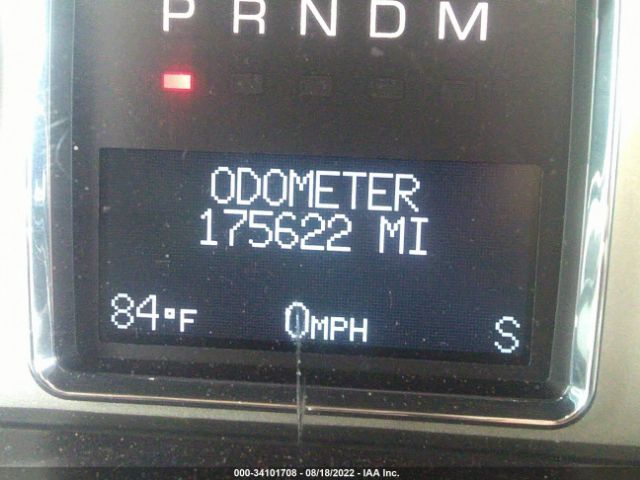 P R N D M
ODOMETER
175622 MI
84°F 0MPH S
000-34101708 - 08/18/2022 - IAA Inc.